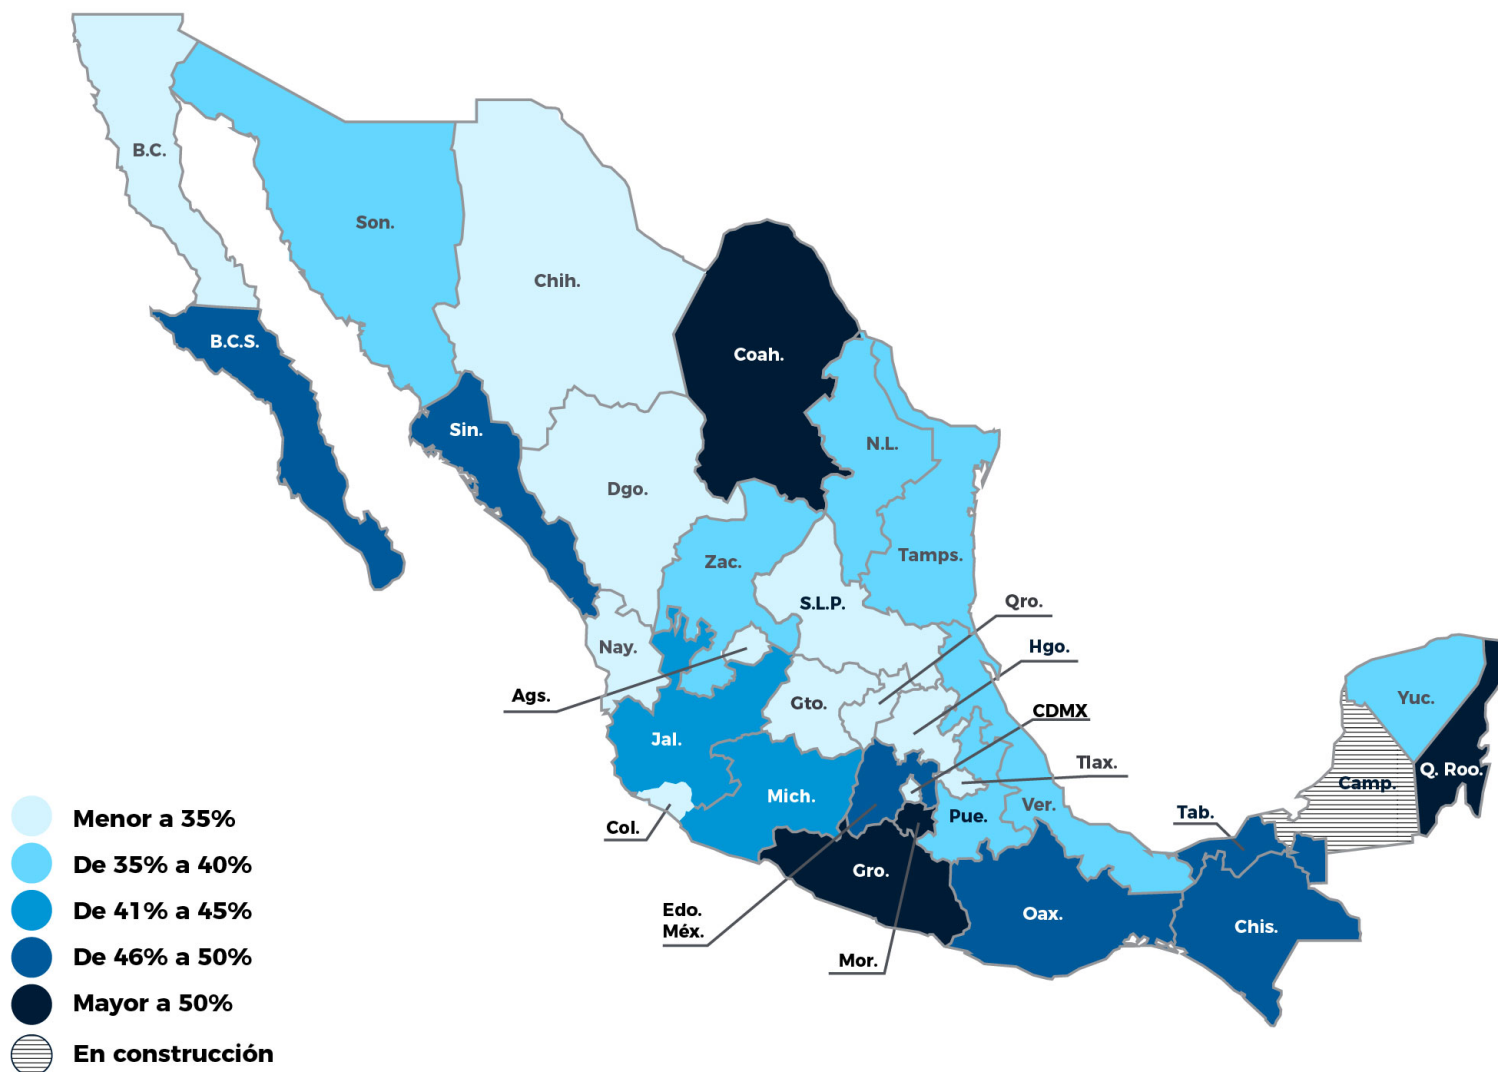 B.C.
Son.
Chih.
B.C.S.
Coah.
Sin.
N.L.
Dgo.
Tamps.
Zac.
S.L.P.
Qro.
Nay.
Hgo.
Ags.
Gto.
CDMX
Yuc.
Jal.
Tlax.
Q. Roo.
Camp.
Mich.
Ver.
Pue.
Tab.
Col.
Gro.
Edo.
Méx.
Oax.
Chis.
Mor.
Menor a 35%
De 35% a 40%
De 41% a 45%
De 46% a 50%
Mayor a 50%
En construcción